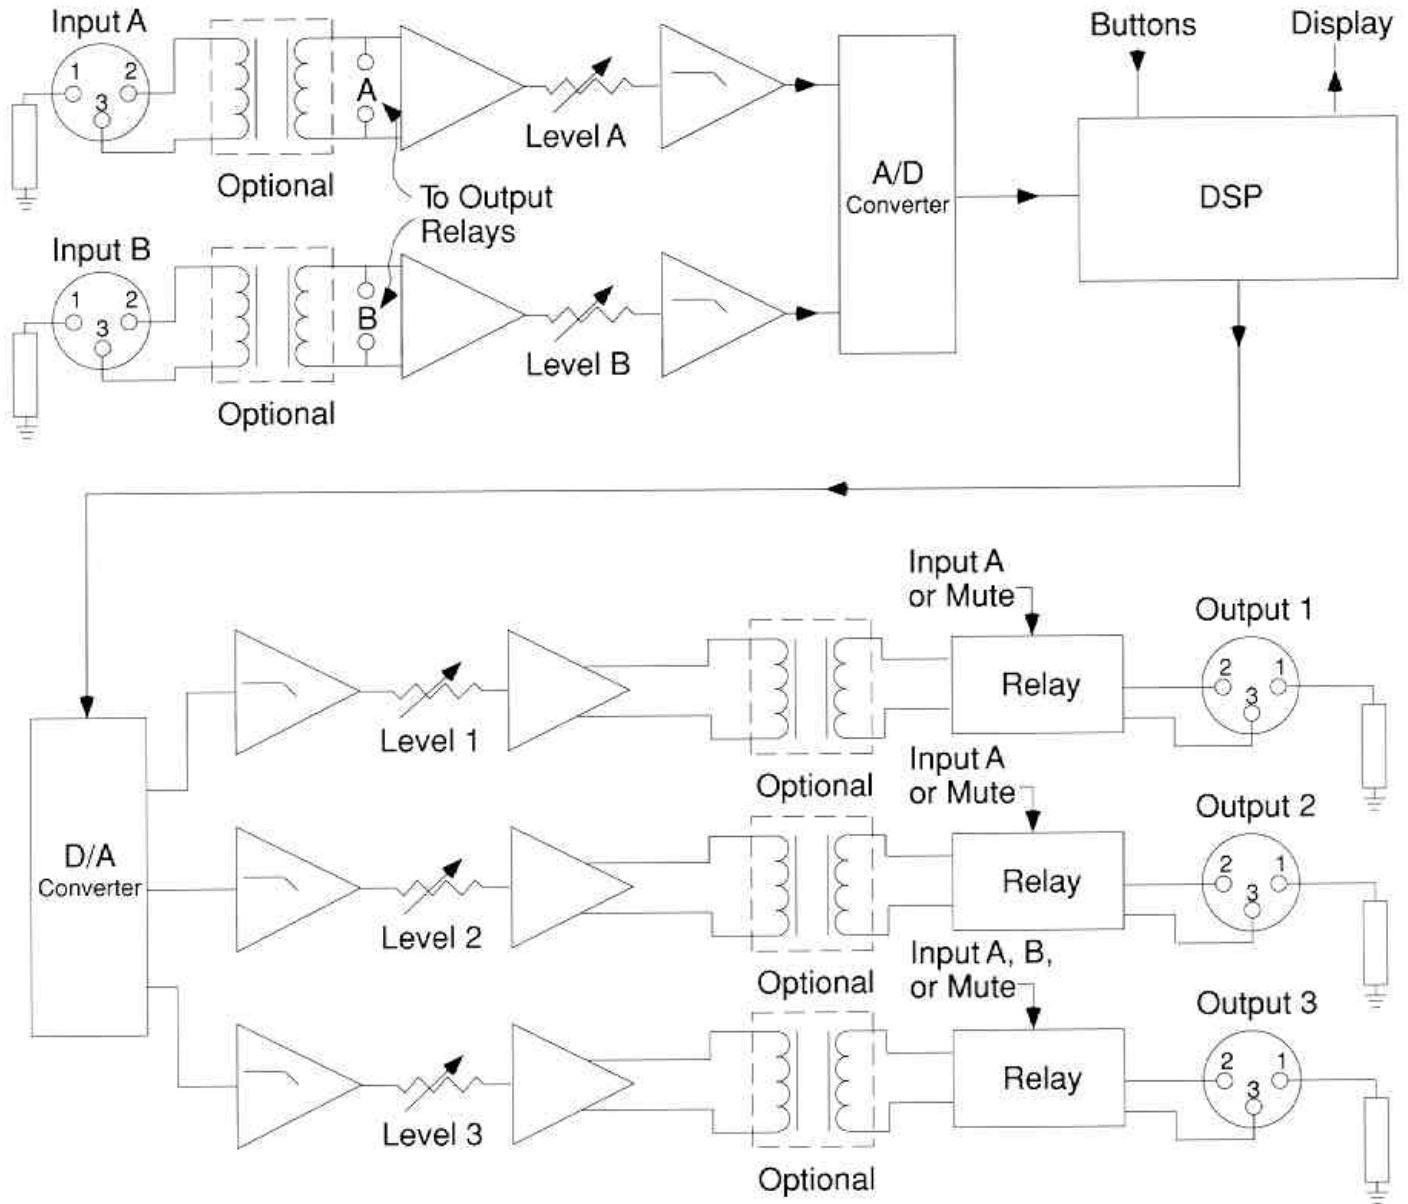 Input A
1
2
3
Optional
A
Level A
To Output
Relays
Input B
1
2
3
Optional
B
Level B
A/D
Converter
Buttons
Display
DSP
D/A
Converter
Level 1
Optional
Input A
or Mute
Relay
Output 1
2
1
3
Level 2
Optional
Input A
or Mute
Relay
Output 2
2
1
3
Level 3
Optional
Input A, B,
or Mute
Relay
Output 3
2
1
3